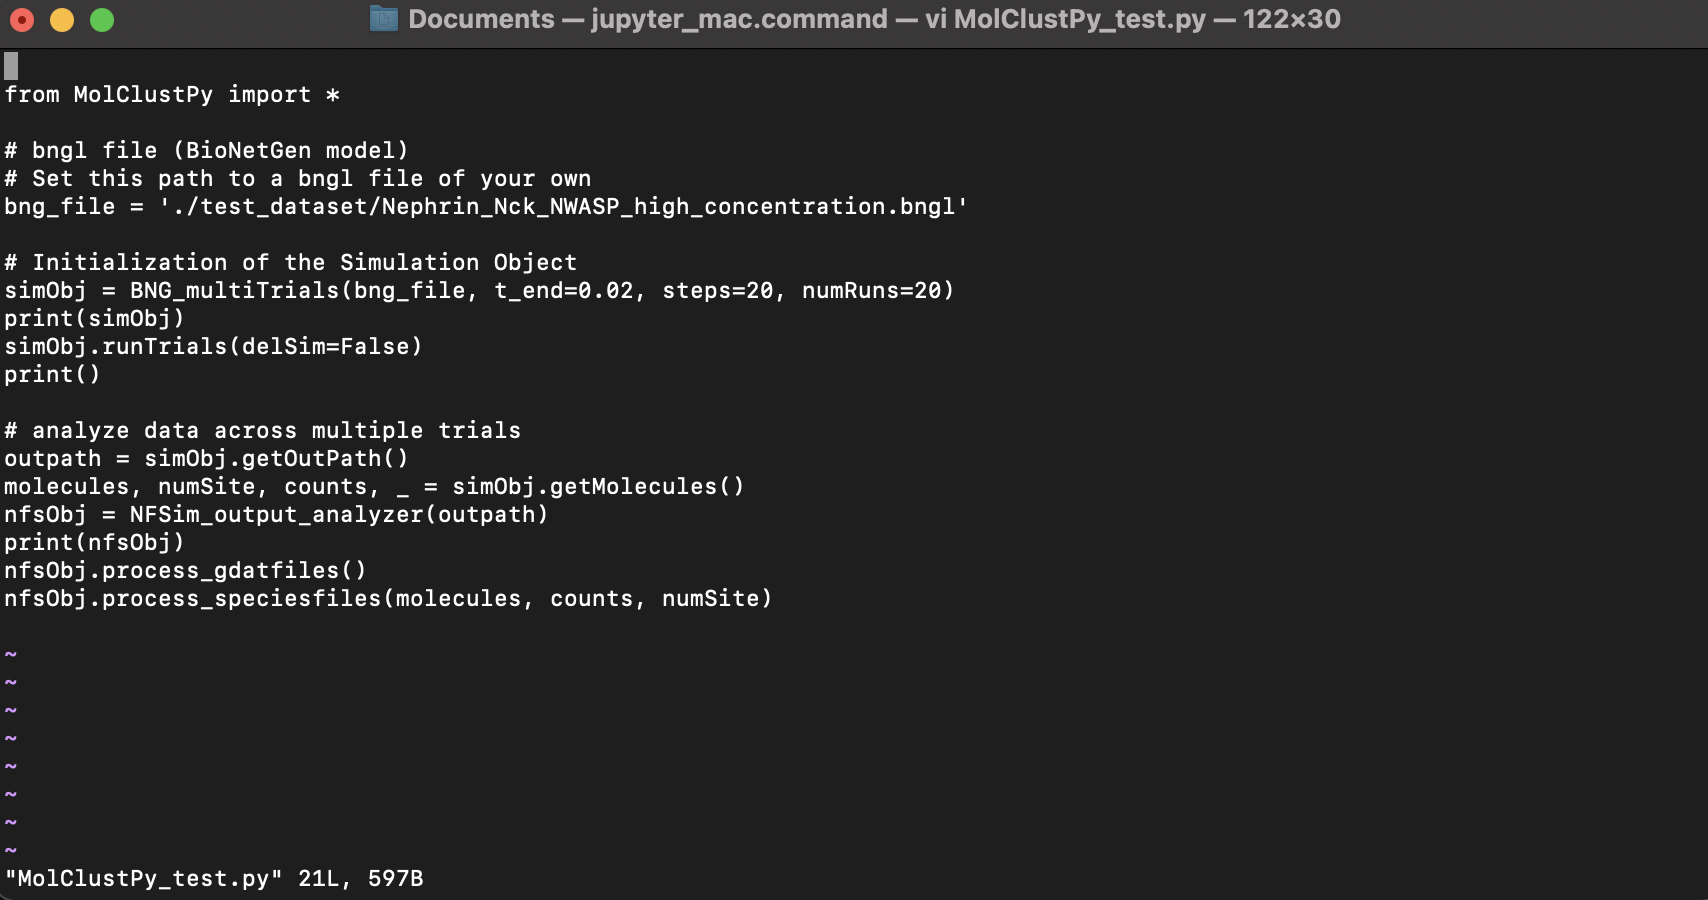 Documents — jupyter_mac.command — vi MolClustPy_test.py — 122×30
from MolClustPy import *
# bngl file (BioNetGen model)
# Set this path to a bngl file of your own
bng_file = './test_dataset/Nephrin_Nck_NWASP_high_concentration.bngl'
# Initialization of the Simulation Object
simObj = BNG_multiTrials(bng_file, t_end=0.02, steps=20, numRuns=20)
print(simObj)
simObj.runTrials(delSim=False)
print()
# analyze data across multiple trials
outpath = simObj.getOutPath()
molecules, numSite, counts, _ = simObj.getMolecules()
nfsObj = NFSim_output_analyzer(outpath)
print(nfsObj)
nfsObj.process_gdatfiles()
nfsObj.process_speciesfiles(molecules, counts, numSite)
~
~
~
~
~
~
~
~
"MolClustPy_test.py" 21L, 597B